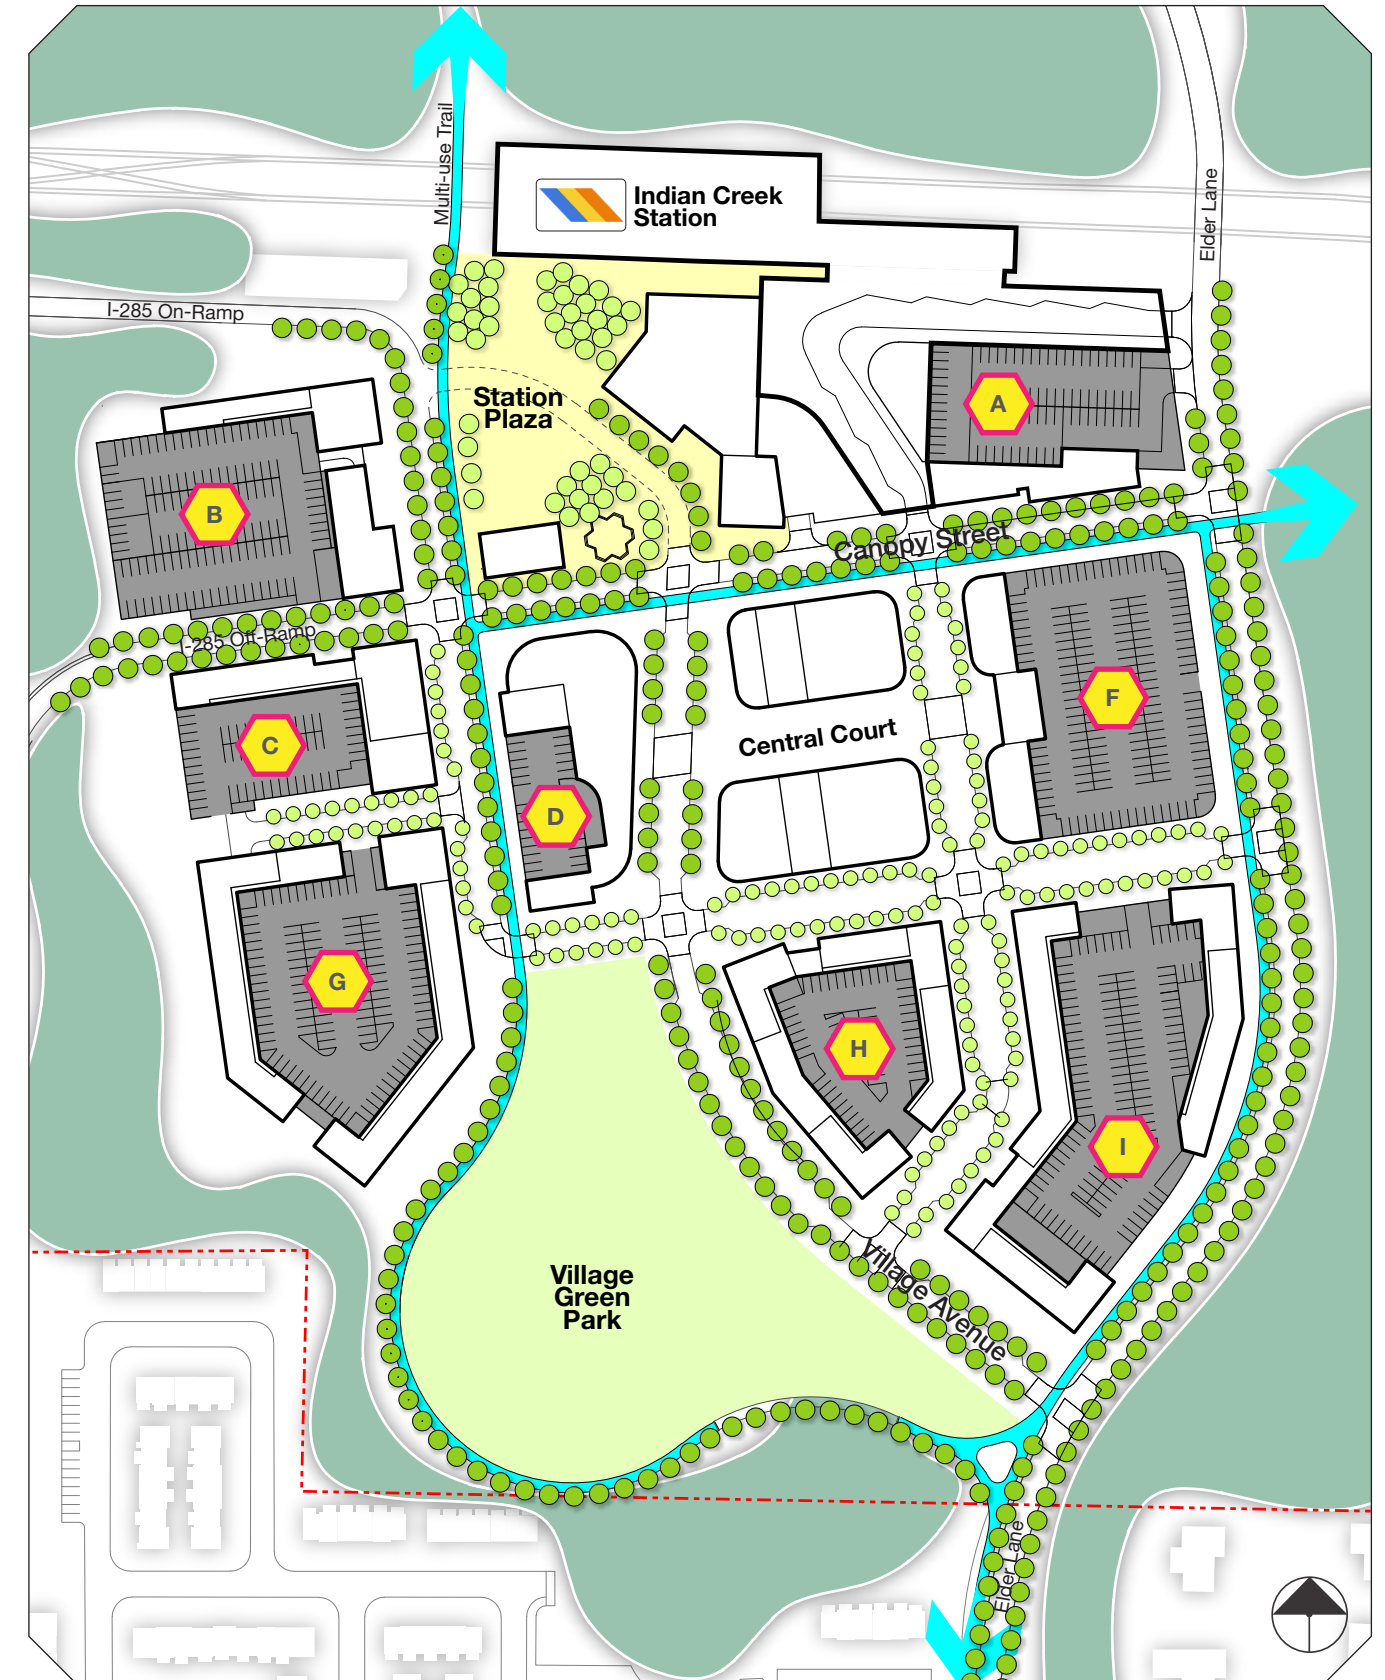 Multi-use Trail
Indian Creek
Station
Elder Lane
I-285 On-Ramp
Station
Plaza
A
B
Canopy Street
I-285 Off-Ramp
C
D
Central Court
F
G
H
I
Village
Green
Park
Village Avenue
Elder Lane